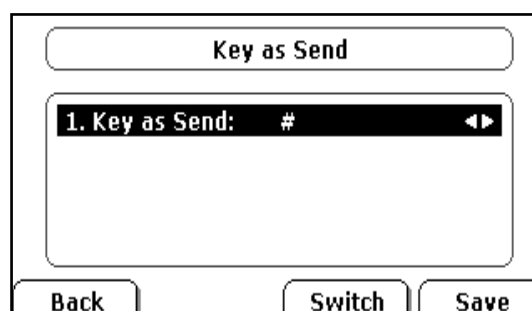 Key as Send
1. Key as Send: #
Back Switch Save